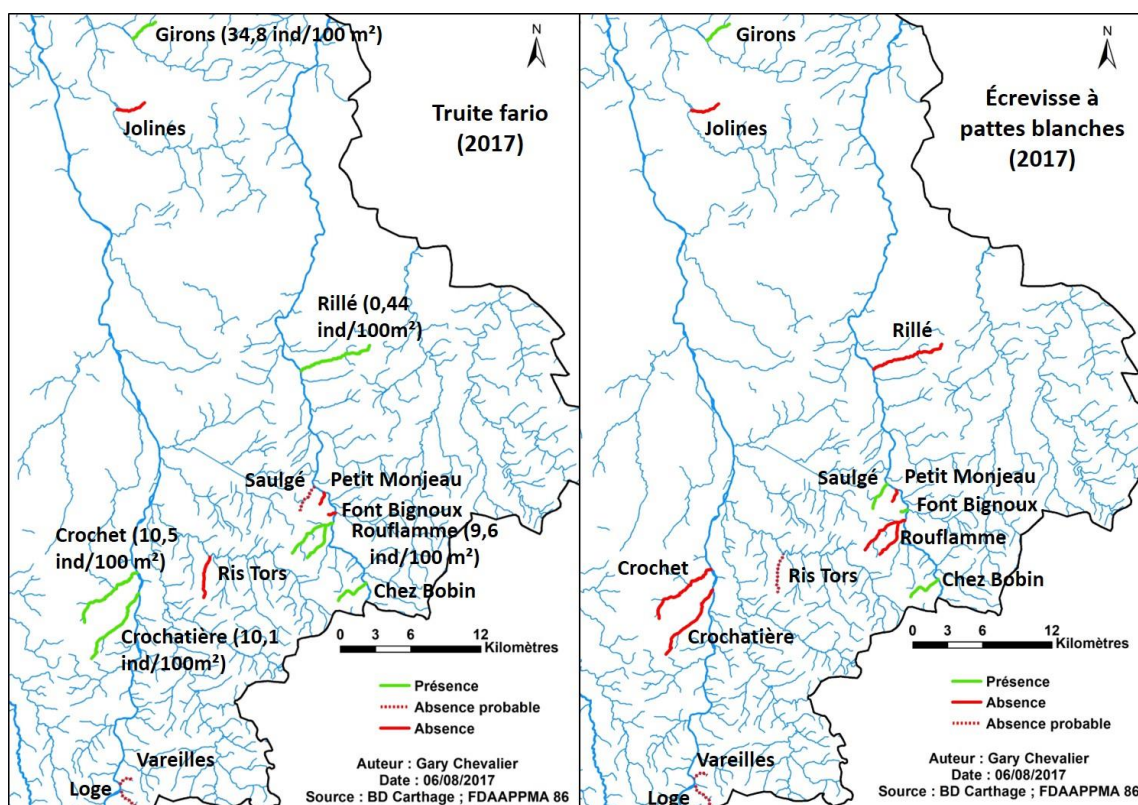 Girons (34,8 ind/100 m²)
N
Jolines
Truite fario
(2017)
Rillé (0,44
ind/100m²)
Saulgé
Petit Monjeau
Font Bignoux
Rouflamme (9,6
ind/100 m²)
Crochet (10,5
ind/100 m²)
Ris Tors
Chez Bobin
Crochatière (10,1
ind/100m²)
0 3 6 12
Kilomètres
Présence
Absence probable
Absence
Vareilles
Loge
Auteur : Gary Chevalier
Date : 06/08/2017
Source : BD Carthage ; FDAAPPMA 86
Girons
N
Jolines
Écrevisse à
pattes blanches
(2017)
Rillé
Saulgé
Petit Monjeau
Font Bignoux
Rouflamme
Crochet
Ris Tors
Chez Bobin
Crochatière
0 3 6 12
Kilomètres
Présence
Absence
Absence probable
Vareilles
Loge
Auteur : Gary Chevalier
Date : 06/08/2017
Source : BD Carthage ; FDAAPPMA 86